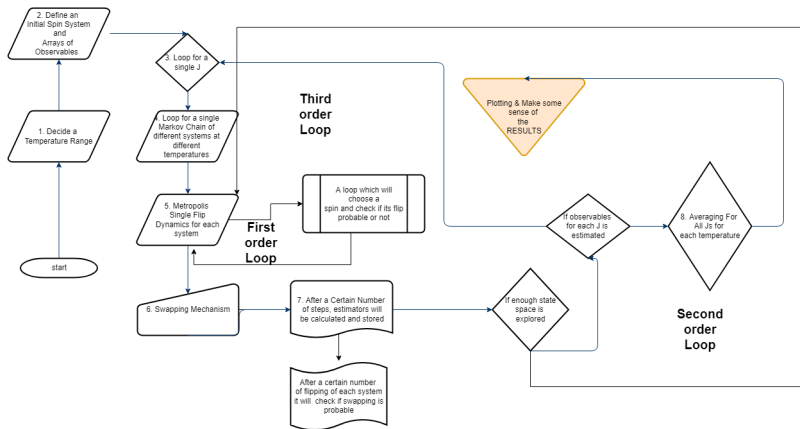 2. Define an
Initial Spin System
and
Arrays of
Observables
3. Loop for a
single J
Third
order
Loop
Plotting & Make some
sense of
the
RESULTS
1. Decide a
Temperature Range
4. Loop for a single
Markov Chain of
different systems at
different
temperatures
5. Metropolis
Single Flip
Dynamics for each
system
First
order
Loop
A loop which will
choose a
spin and check if its flip
probable or not
If observables
for each J is
estimated
8. Averaging For
All Js for
each temperature
start
6. Swapping Mechanism
7. After a Certain Number
of steps, estimators will
be calculated and stored
If enough state
space is
explored
Second
order
Loop
After a certain number
of flipping of each system
it will check if swapping is
probable